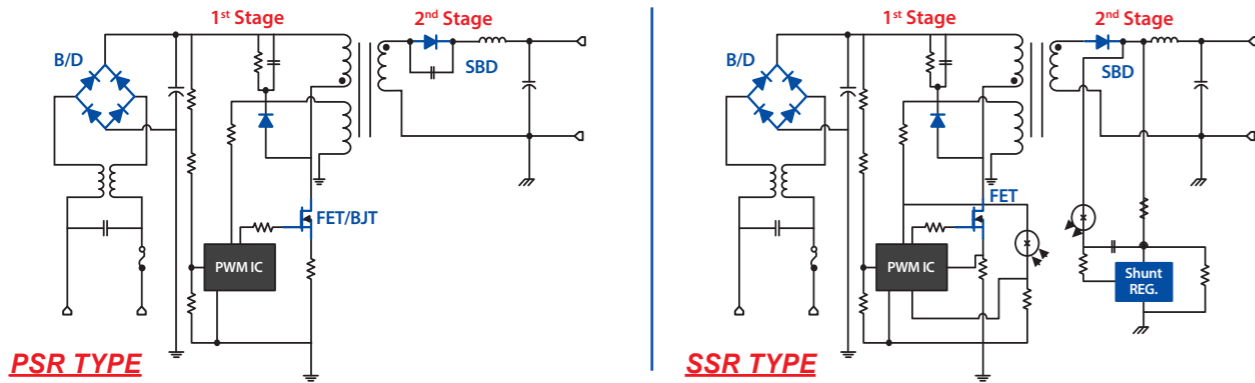 1st Stage
2nd Stage
B/D
SBD
FET/BJT
PWM IC
PSR TYPE
1st Stage
2nd Stage
B/D
SBD
FET
PWM IC
Shunt
REG.
SSR TYPE